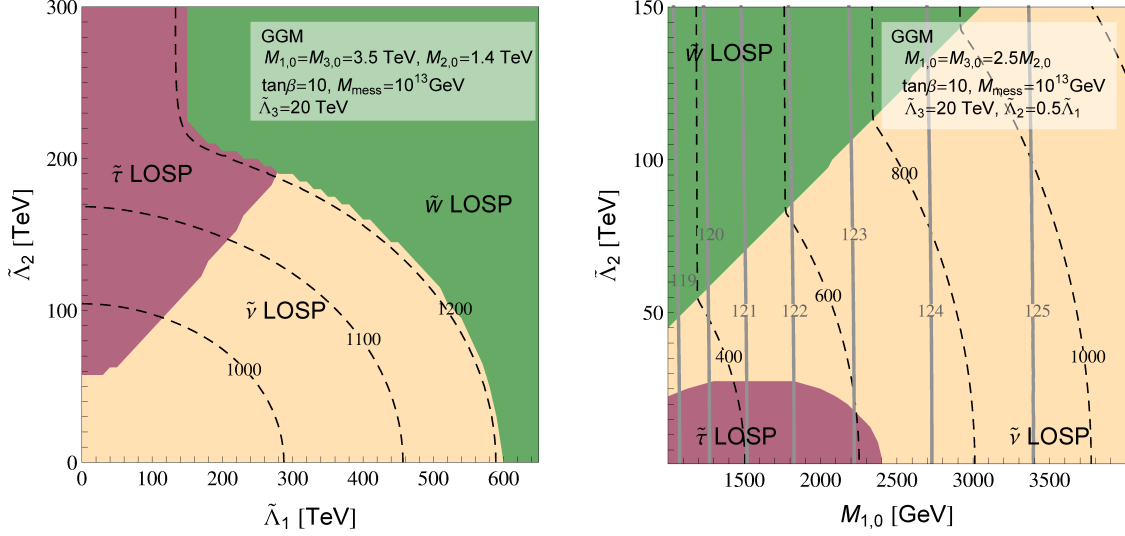 300
200
100
0
Λ̃₂ [TeV]
GGM
M₁,₀=M₃,₀=3.5 TeV, M₂,₀=1.4 TeV
tanβ=10, Mmess=10¹³GeV
Λ̃₃=20 TeV
τ̃ LOSP
w̃ LOSP
ν̃ LOSP
1200
1100
1000
0 100 200 300 400 500 600
Λ̃₁ [TeV]
150
100
50
Λ̃₂ [TeV]
w̃ LOSP
GGM
M₁,₀=M₃,₀=2.5M₂,₀
tanβ=10, Mmess=10¹³GeV
Λ̃₃=20 TeV, Λ̃₂=0.5Λ̃₁
800
120 123
119
600
121 122 124 125
400 1000
τ̃ LOSP ν̃ LOSP
1500 2000 2500 3000 3500
M₁,₀ [GeV]